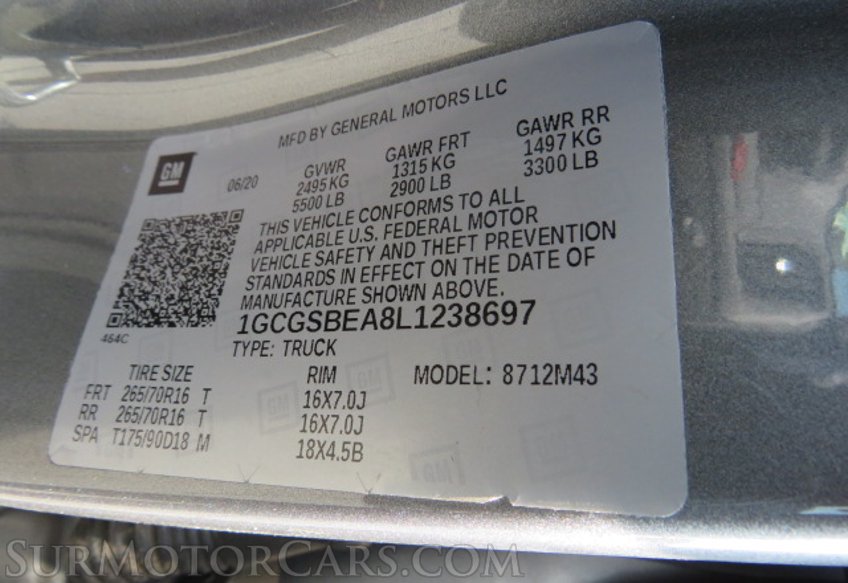 MFD BY GENERAL MOTORS LLC
GM
06/20
GVWR
2495 KG
5500 LB
GAWR FRT
1315 KG
2900 LB
GAWR RR
1497 KG
3300 LB
THIS VEHICLE CONFORMS TO ALL
APPLICABLE U.S. FEDERAL MOTOR
VEHICLE SAFETY AND THEFT PREVENTION
STANDARDS IN EFFECT ON THE DATE OF
MANUFACTURE SHOWN ABOVE.
1GCGSBEA8L1238697
464C
TYPE: TRUCK
MODEL: 8712M43
TIRE SIZE
FRT 265/70R16 T
RR 265/70R16 T
SPA T175/90D18 M
RIM
16X7.0J
16X7.0J
18X4.5B
SURMOTORCARS.COM